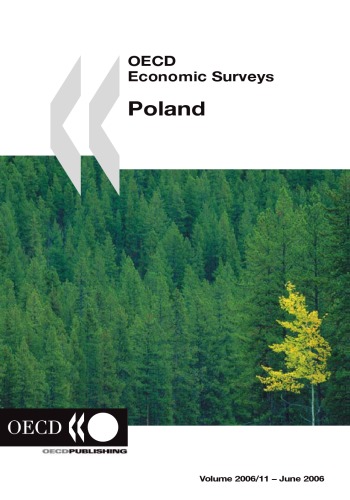 OECD
Economic Surveys
Poland
OECD
OECDPUBLISHING
Volume 2006/11 – June 2006